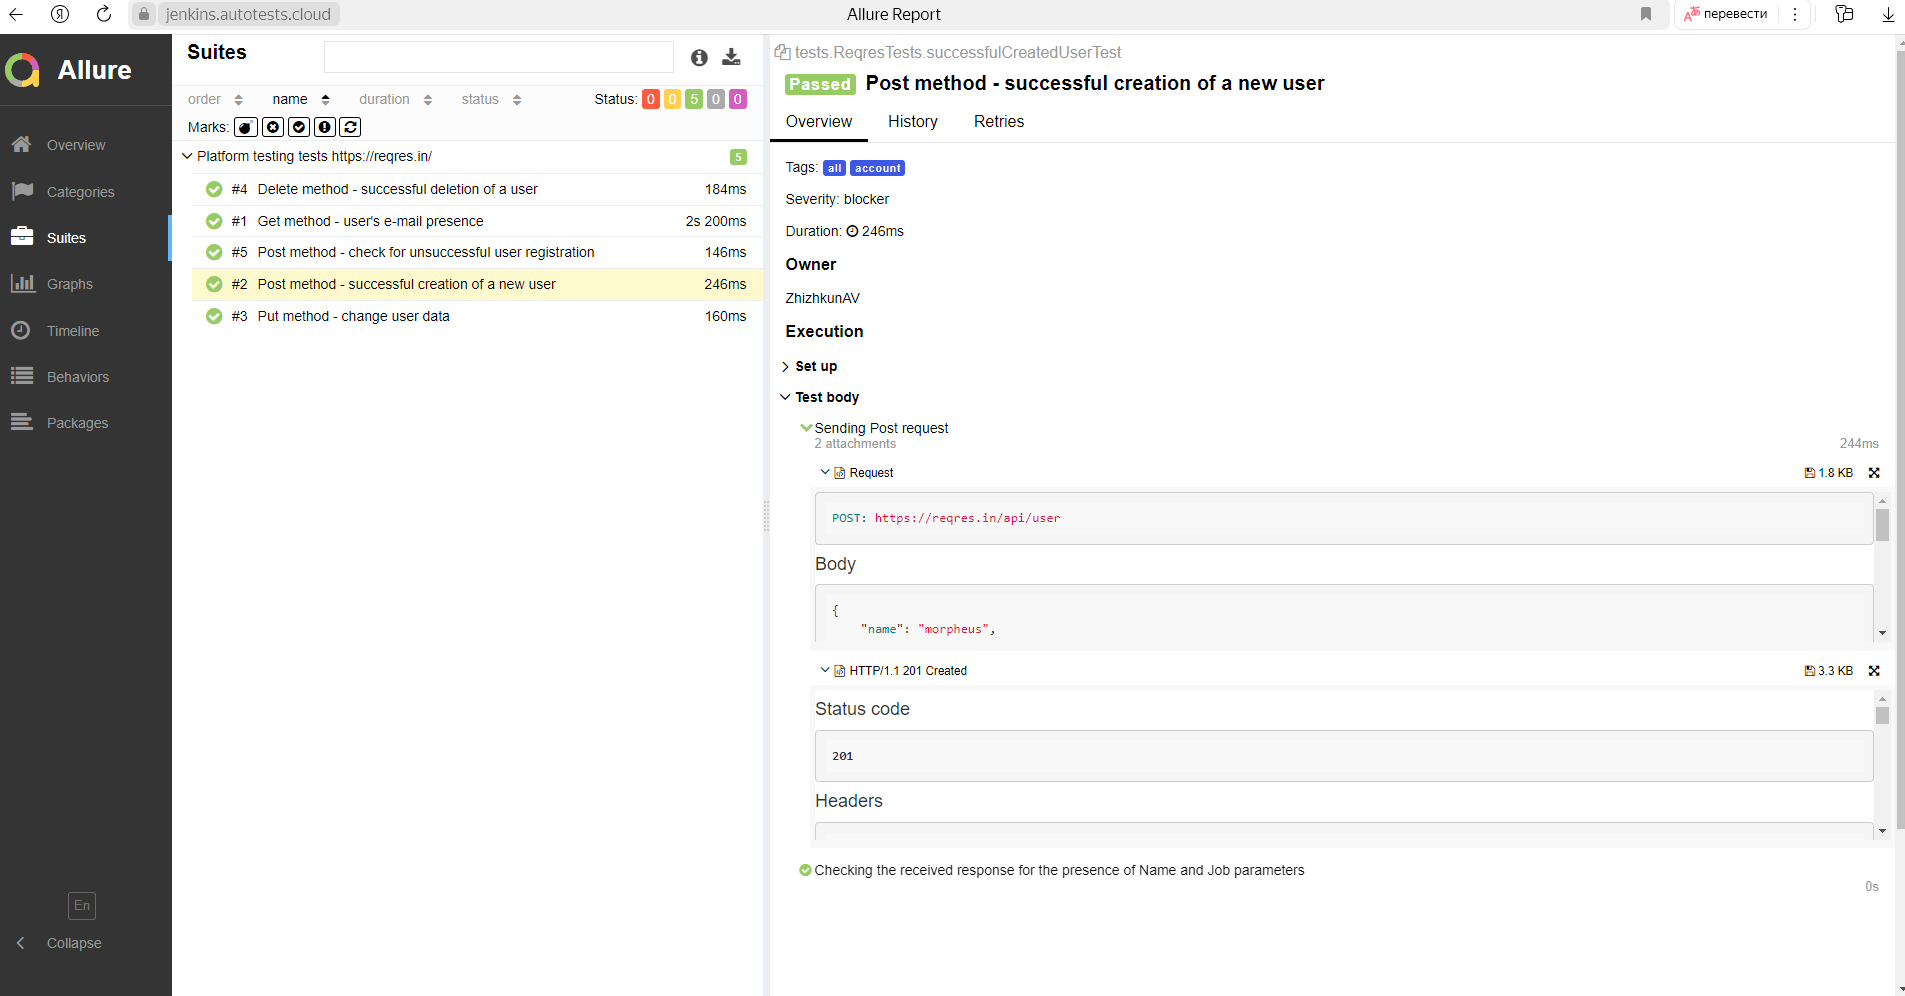 Я
jenkins.autotests.cloud
Allure Report
перевести
Allure
Overview
Categories
Suites
Graphs
Timeline
Behaviors
Packages
En
Collapse
Suites
order name duration status Status: 0 0 5 0 0
Marks:
Platform testing tests https://reqres.in/ 5
#4 Delete method - successful deletion of a user 184ms
#1 Get method - user's e-mail presence 2s 200ms
#5 Post method - check for unsuccessful user registration 146ms
#2 Post method - successful creation of a new user 246ms
#3 Put method - change user data 160ms
tests.ReqresTests.successfulCreatedUserTest
Passed Post method - successful creation of a new user
Overview History Retries
Tags: all account
Severity: blocker
Duration: 246ms
Owner
ZhizhkunAV
Execution
Set up
Test body
Sending Post request
2 attachments 244ms
Request 1.8 KB
POST: https://reqres.in/api/user
Body
{
"name": "morpheus",
HTTP/1.1 201 Created 3.3 KB
Status code
201
Headers
Checking the received response for the presence of Name and Job parameters
0s